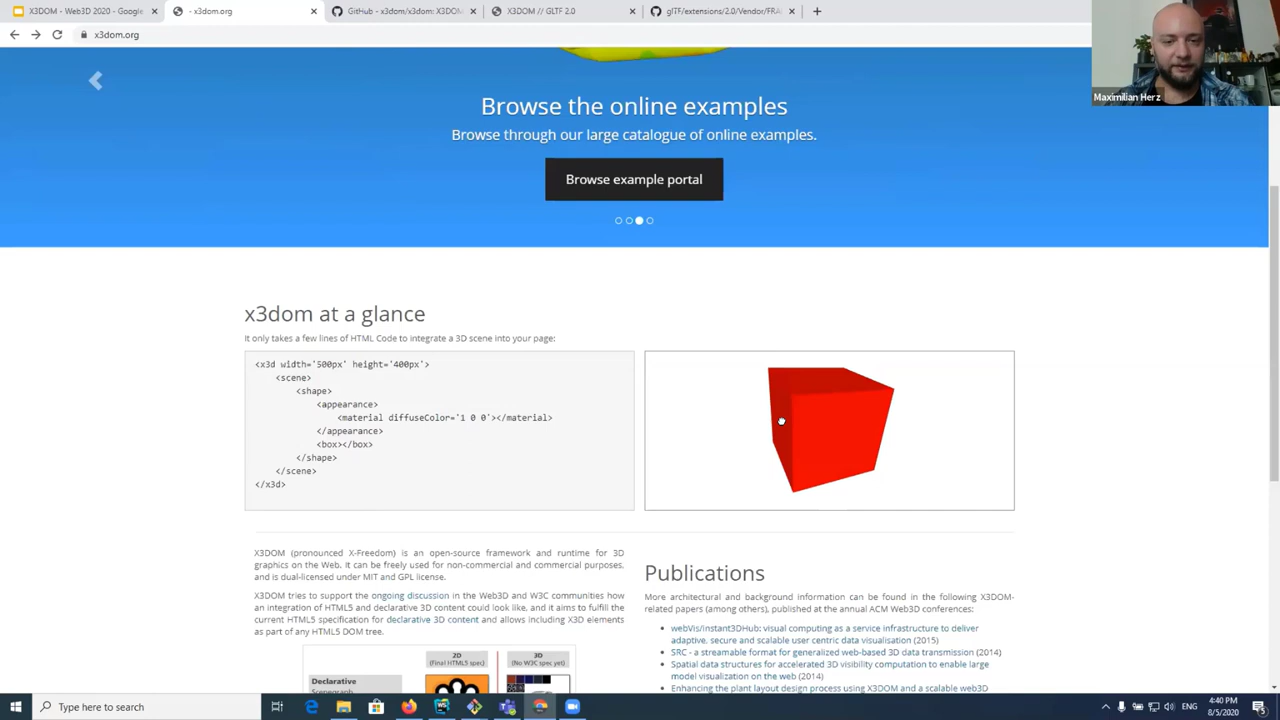 X3DOM - Web3D 2020 - Google
- x3dom.org
GitHub - x3dom/x3dom: X3DOM
X3DOM // GLTF 2.0
glTF/extensions/2.0/Vendor/FRA
x3dom.org
Maximilian Herz
Browse the online examples
Browse through our large catalogue of online examples.
Browse example portal
x3dom at a glance
It only takes a few lines of HTML Code to integrate a 3D scene into your page:
<x3d width='500px' height='400px'>
<scene>
<shape>
<appearance>
<material diffuseColor='1 0 0'></material>
</appearance>
<box></box>
</shape>
</scene>
</x3d>
X3DOM (pronounced X-Freedom) is an open-source framework and runtime for 3D
graphics on the Web. It can be freely used for non-commercial and commercial purposes,
and is dual-licensed under MIT and GPL license.
X3DOM tries to support the ongoing discussion in the Web3D and W3C communities how
an integration of HTML5 and declarative 3D content could look like, and it aims to fulfill the
current HTML5 specification for declarative 3D content and allows including X3D elements
as part of any HTML5 DOM tree.
2D
(Final HTML5 spec)
3D
(No W3C spec yet)
Declarative
Scenegraph
Publications
More architectural and background information can be found in the following X3DOM-
related papers (among others), published at the annual ACM Web3D conferences:
webVis/instant3DHub: visual computing as a service infrastructure to deliver
adaptive, secure and scalable user centric data visualisation (2015)
SRC - a streamable format for generalized web-based 3D data transmission (2014)
Spatial data structures for accelerated 3D visibility computation to enable large
model visualization on the web (2014)
Enhancing the plant layout design process using X3DOM and a scalable web3D
Type here to search
ENG
4:40 PM
8/5/2020